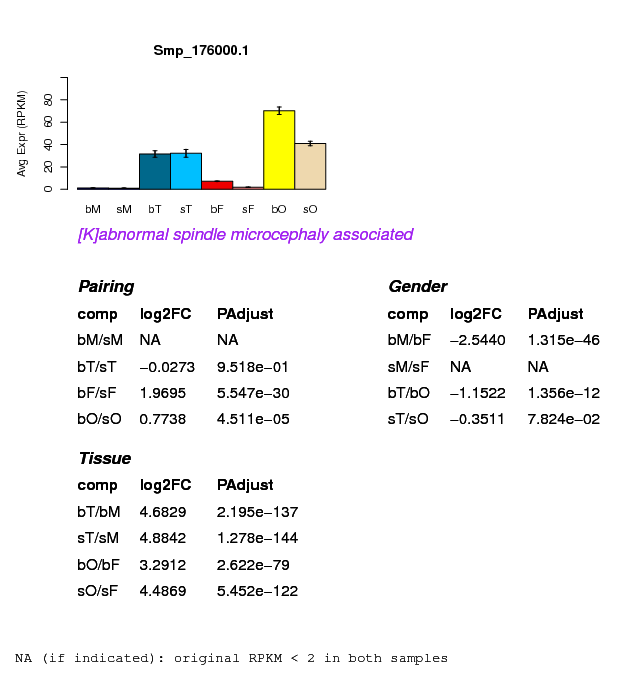 Smp_176000.1
Avg Expr (RPKM)
80
60
40
20
0
bM sM bT sT bF sF bO sO
[K]abnormal spindle microcephaly associated
Pairing
comp log2FC PAdjust
bM/sM NA NA
bT/sT −0.0273 9.518e−01
bF/sF 1.9695 5.547e−30
bO/sO 0.7738 4.511e−05
Gender
comp log2FC PAdjust
bM/bF −2.5440 1.315e−46
sM/sF NA NA
bT/bO −1.1522 1.356e−12
sT/sO −0.3511 7.824e−02
Tissue
comp log2FC PAdjust
bT/bM 4.6829 2.195e−137
sT/sM 4.8842 1.278e−144
bO/bF 3.2912 2.622e−79
sO/sF 4.4869 5.452e−122
NA (if indicated): original RPKM < 2 in both samples